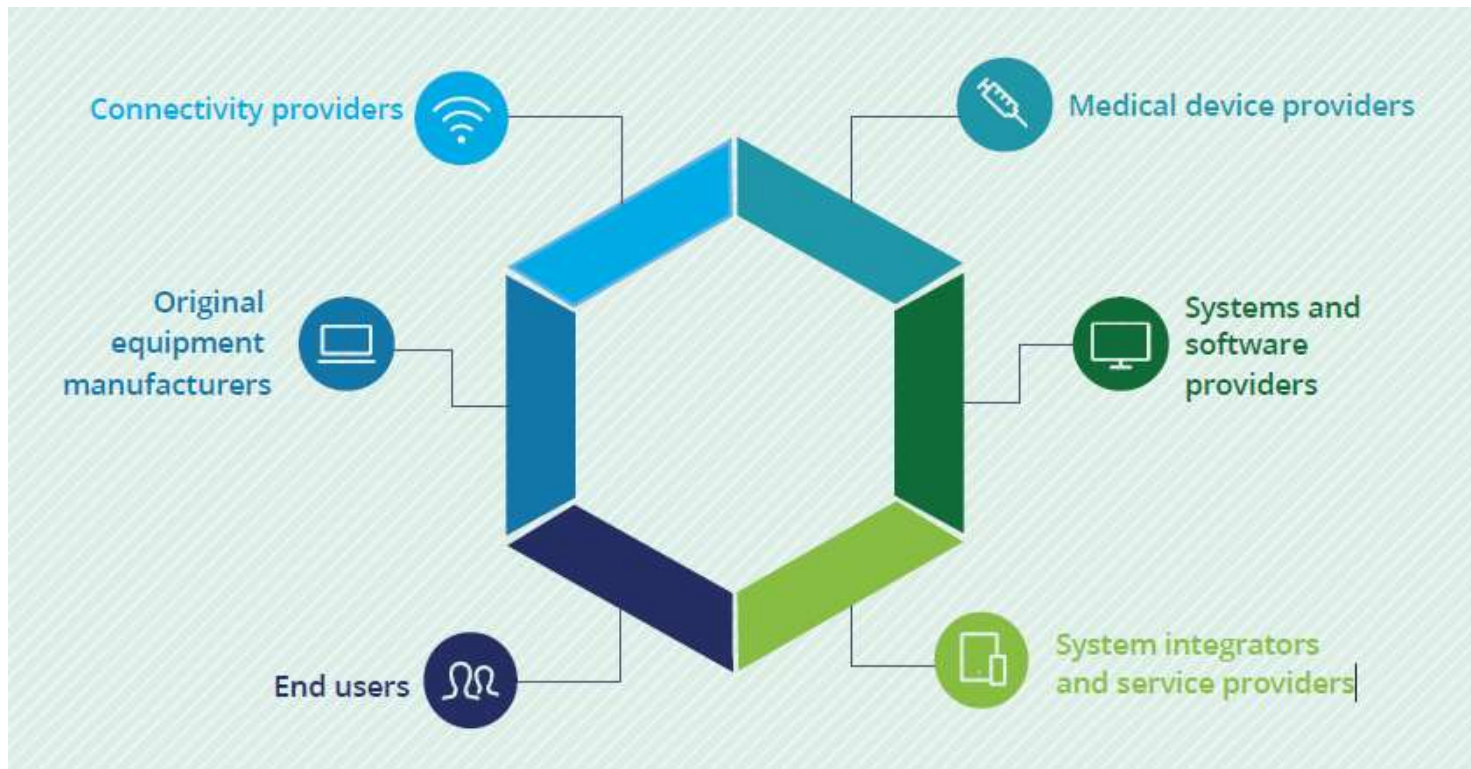 Connectivity providers
Medical device providers
Original
equipment
manufacturers
Systems and
software
providers
End users
System integrators
and service providers